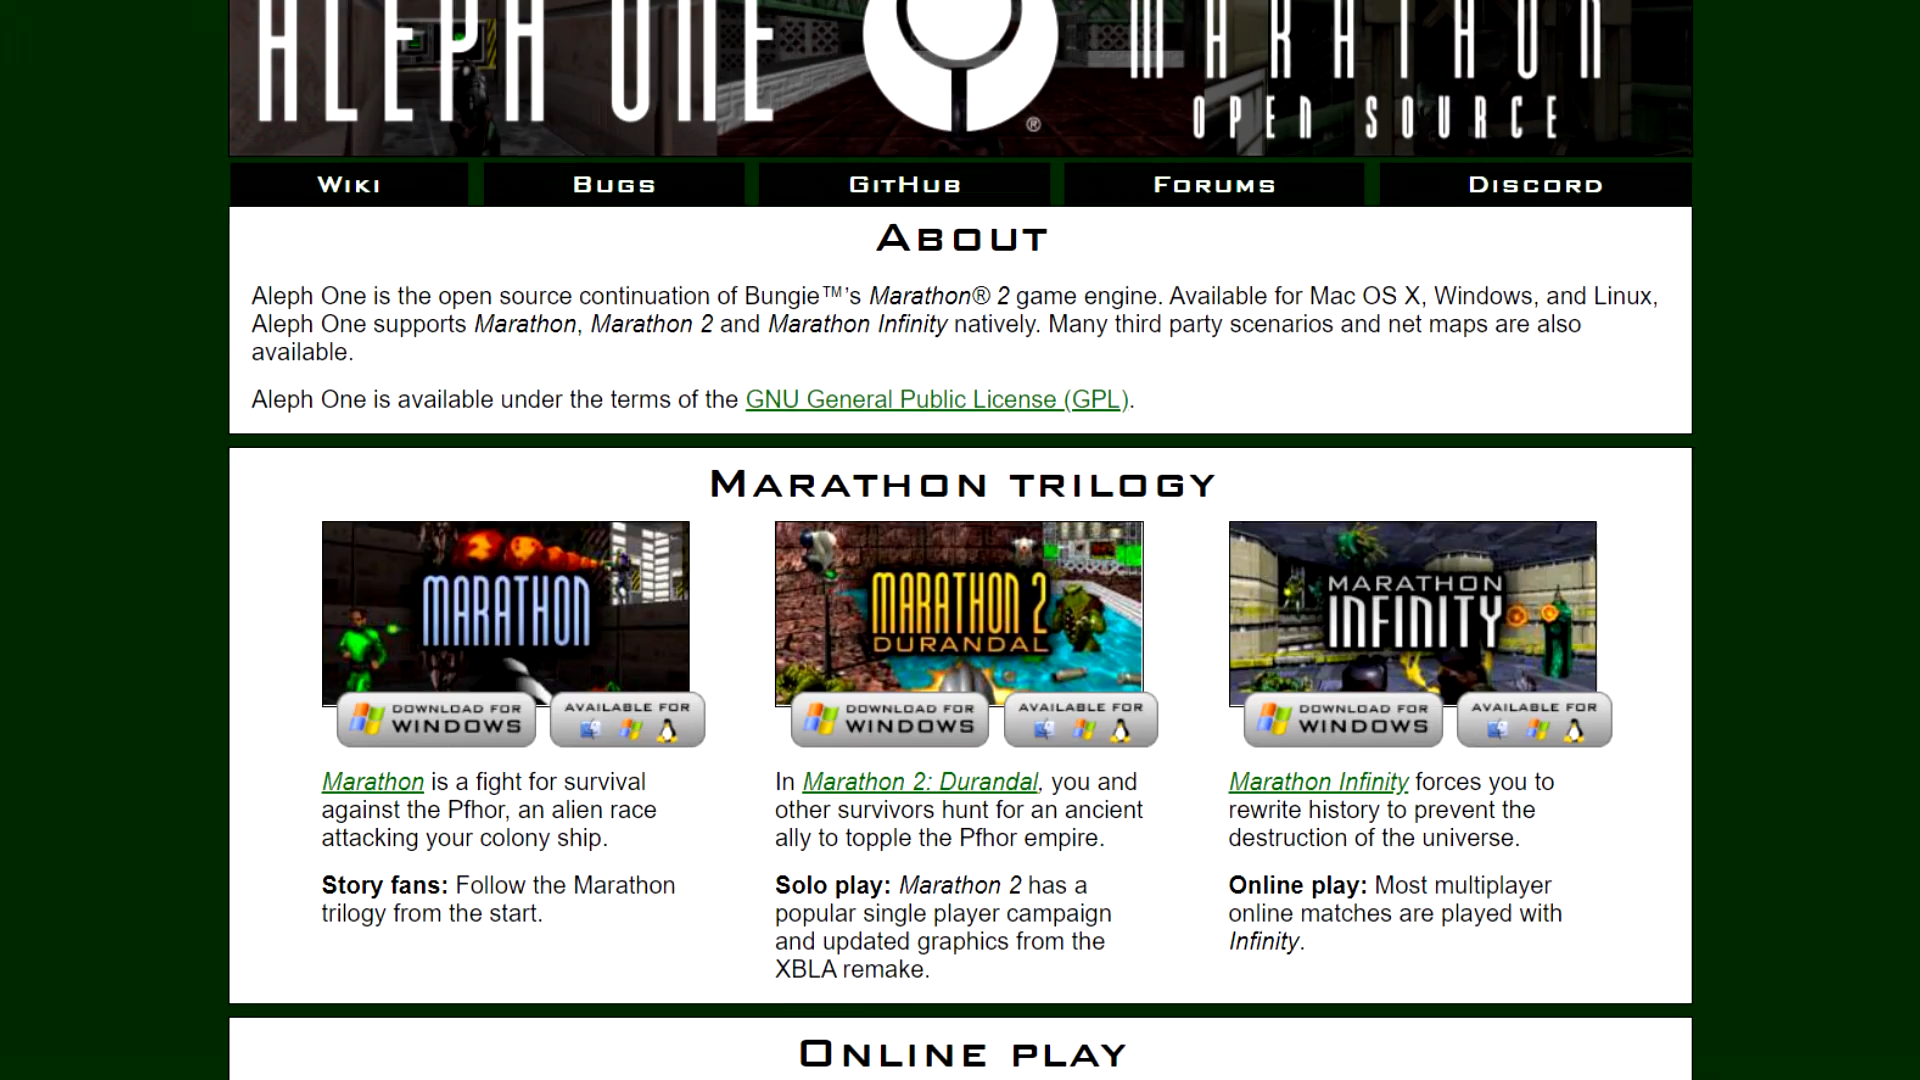 ALEPH ONE
MARATHON
OPEN SOURCE
®
WIKI
BUGS
GITHUB
FORUMS
DISCORD
ABOUT
Aleph One is the open source continuation of Bungie™’s Marathon® 2 game engine. Available for Mac OS X, Windows, and Linux,
Aleph One supports Marathon, Marathon 2 and Marathon Infinity natively. Many third party scenarios and net maps are also
available.
Aleph One is available under the terms of the GNU General Public License (GPL).
MARATHON TRILOGY
MARATHON
DOWNLOAD FOR
WINDOWS
AVAILABLE FOR
Marathon is a fight for survival
against the Pfhor, an alien race
attacking your colony ship.
Story fans: Follow the Marathon
trilogy from the start.
MARATHON 2
DURANDAL
DOWNLOAD FOR
WINDOWS
AVAILABLE FOR
In Marathon 2: Durandal, you and
other survivors hunt for an ancient
ally to topple the Pfhor empire.
Solo play: Marathon 2 has a
popular single player campaign
and updated graphics from the
XBLA remake.
MARATHON
INFINITY
DOWNLOAD FOR
WINDOWS
AVAILABLE FOR
Marathon Infinity forces you to
rewrite history to prevent the
destruction of the universe.
Online play: Most multiplayer
online matches are played with
Infinity.
ONLINE PLAY